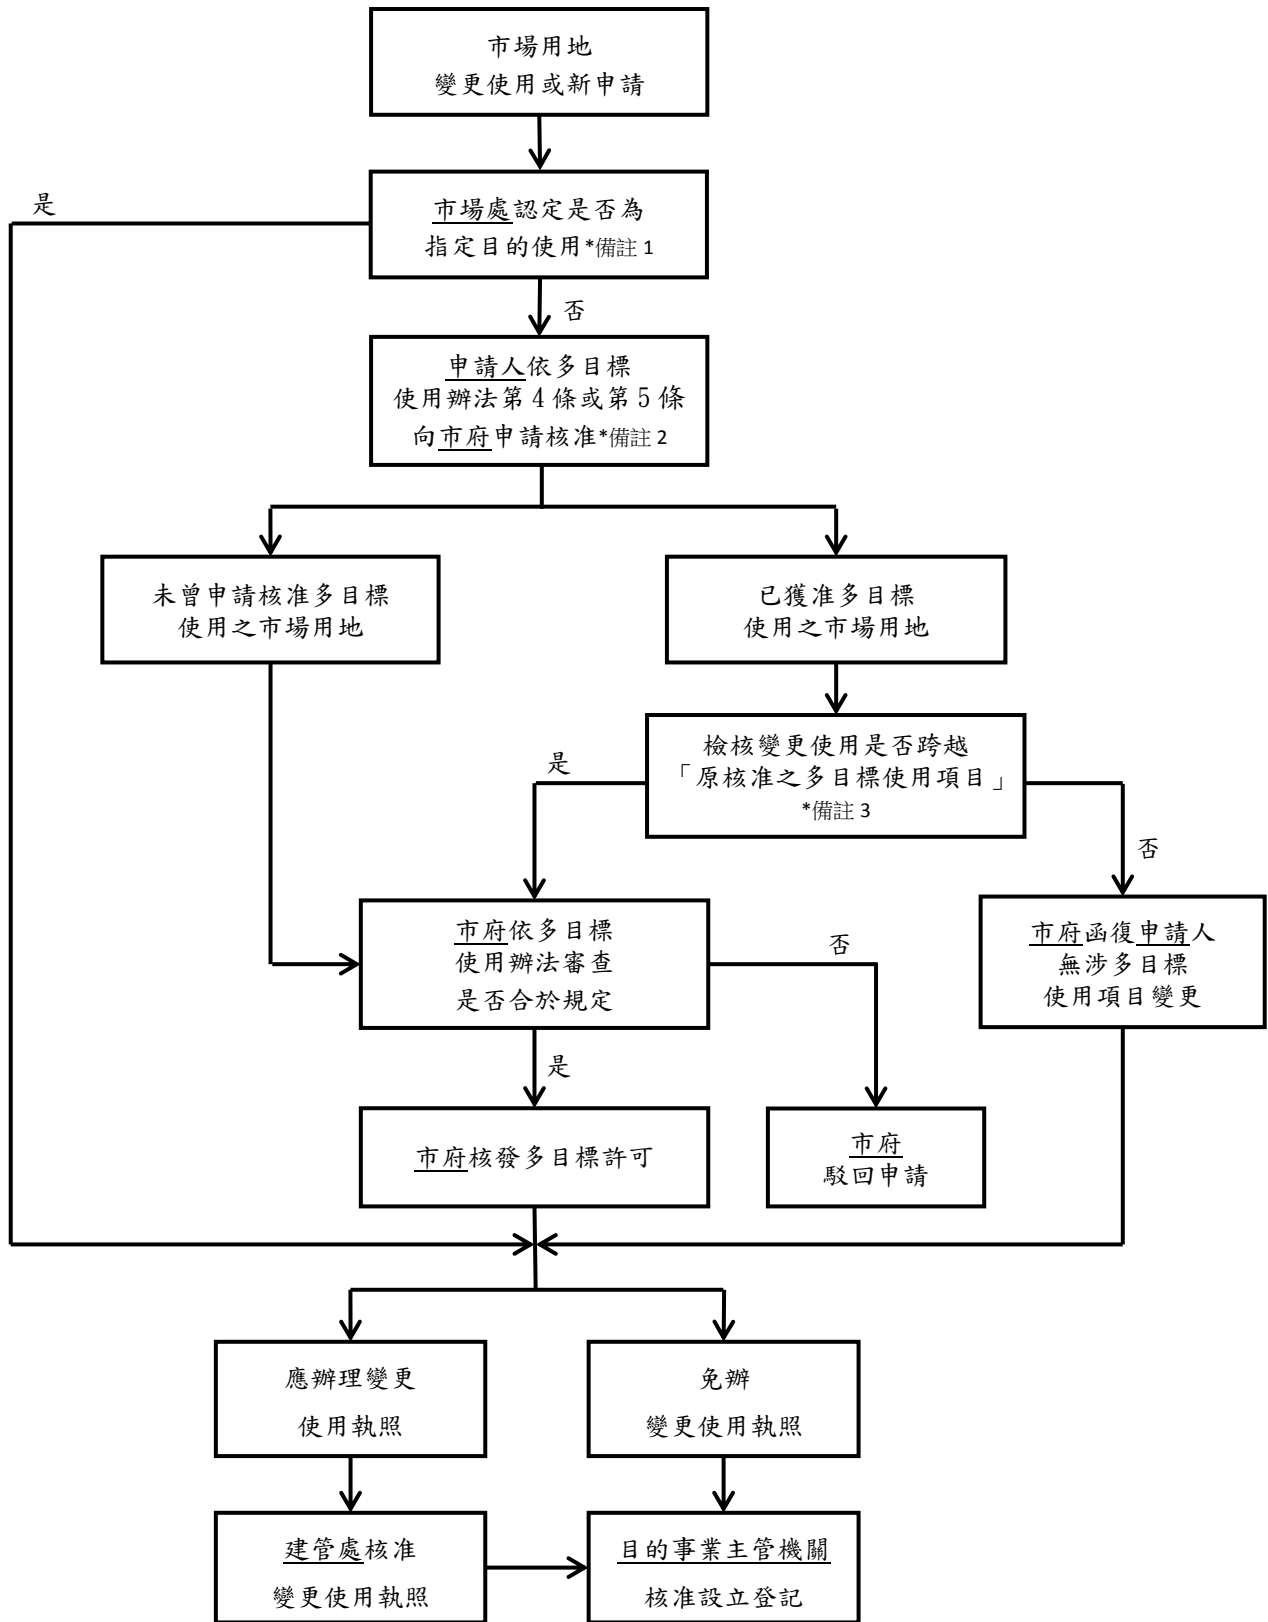 市場用地
變更使用或新申請
是
市場處認定是否為
指定目的使用*備註 1
否
申請人依多目標
使用辦法第 4 條或第 5 條
向市府申請核准*備註 2
未曾申請核准多目標
使用之市場用地
已獲准多目標
使用之市場用地
檢核變更使用是否跨越
「原核准之多目標使用項目」
*備註 3
是
否
市府依多目標
使用辦法審查
是否合於規定
否
市府函復申請人
無涉多目標
使用項目變更
是
市府核發多目標許可
市府
駁回申請
應辦理變更
使用執照
免辦
變更使用執照
建管處核准
變更使用執照
目的事業主管機關
核准設立登記